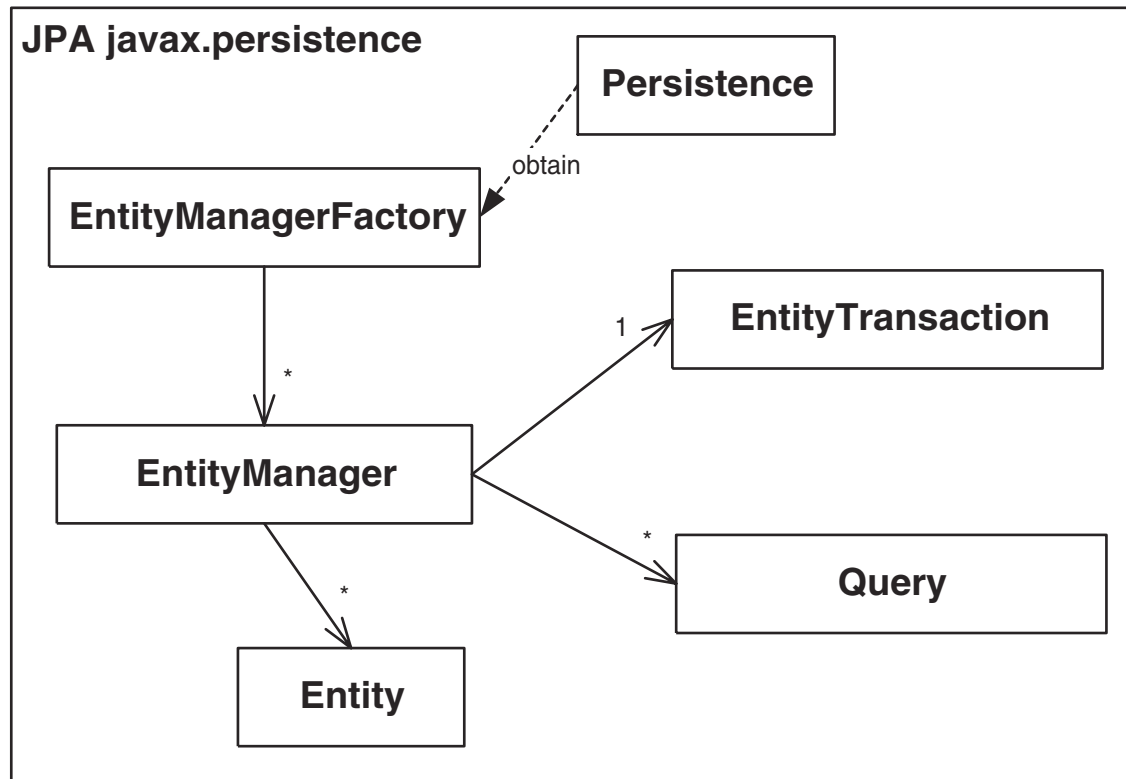 JPA javax.persistence
Persistence
obtain
EntityManagerFactory
EntityTransaction
1
*
EntityManager
*
Query
*
Entity